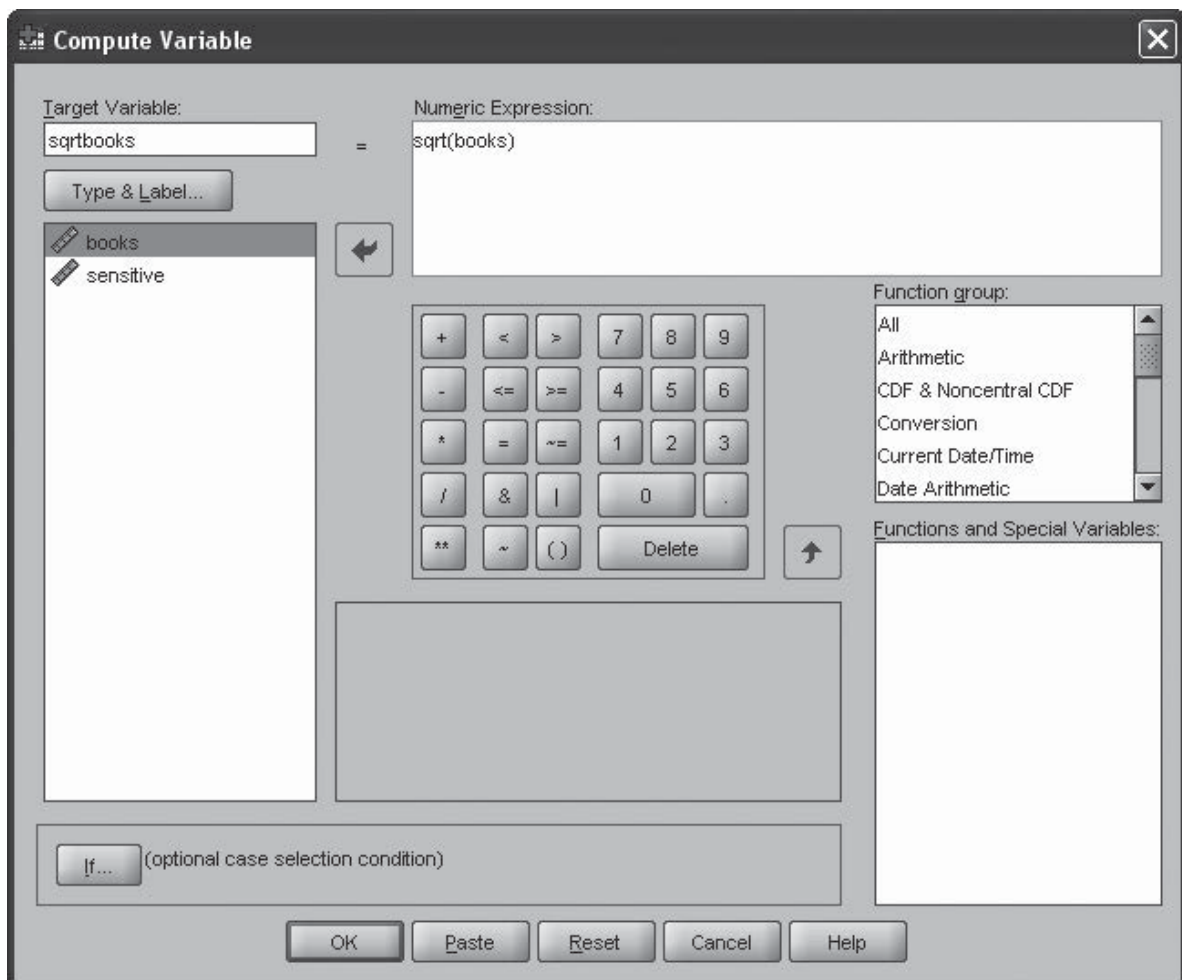 Compute Variable
Target Variable:
sqrtbooks
=
Numeric Expression:
sqrt(books)
Type & Label...
books
sensitive
Function group:
All
Arithmetic
CDF & Noncentral CDF
Conversion
Current Date/Time
Date Arithmetic
+ < > 7 8 9
- <= >= 4 5 6
* = ~= 1 2 3
/ & | 0 .
** ~ () Delete
Functions and Special Variables:
If... (optional case selection condition)
OK Paste Reset Cancel Help